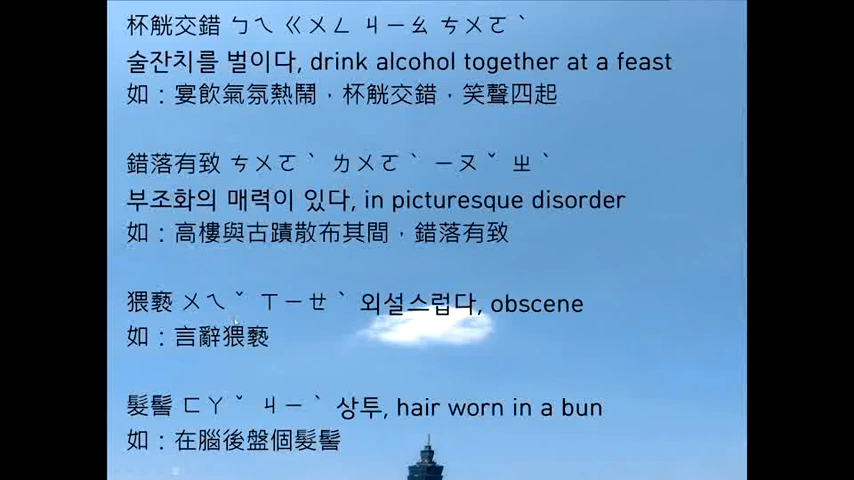 杯觥交錯 ㄅㄟ ㄍㄨㄥ ㄐㄧㄠ ㄘㄨㄛˋ
술잔치를 벌이다, drink alcohol together at a feast
如：宴飲氣氛熱鬧，杯觥交錯，笑聲四起
錯落有致 ㄘㄨㄛˋ ㄌㄨㄛˋ ㄧㄡˇ ㄓˋ
부조화의 매력이 있다, in picturesque disorder
如：高樓與古蹟散布其間，錯落有致
猥褻 ㄨㄟˇ ㄒㄧㄝˋ 외설스럽다, obscene
如：言辭猥褻
髮髻 ㄈㄚˇ ㄐㄧˋ 상투, hair worn in a bun
如：在腦後盤個髮髻